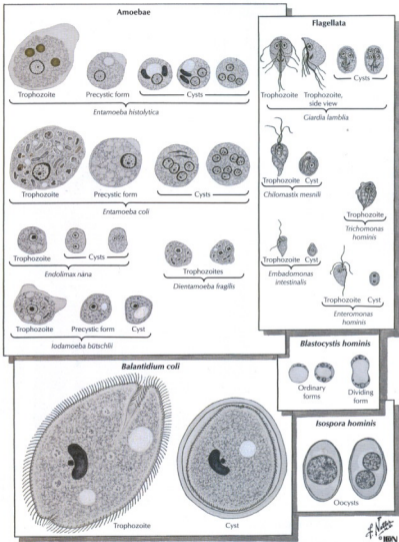 Amoebae
Trophozoite
Precystic form
Cysts
Entamoeba histolytica
Trophozoite
Precystic form
Cysts
Entamoeba coli
Trophozoite
Cysts
Endolimax nana
Trophozoites
Dientamoeba fragilis
Trophozoite
Precystic form
Cyst
Iodamoeba bütschlii
Flagellata
Trophozoite
Trophozoite,
side view
Cysts
Giardia lamblia
Trophozoite
Cyst
Chilomastix mesnili
Trophozoite
Trichomonas
hominis
Trophozoite
Cyst
Embadomonas
intestinalis
Trophozoite
Cyst
Enteromonas
hominis
Blastocystis hominis
Ordinary
forms
Dividing
form
Balantidium coli
Trophozoite
Cyst
Isospora hominis
Oocysts